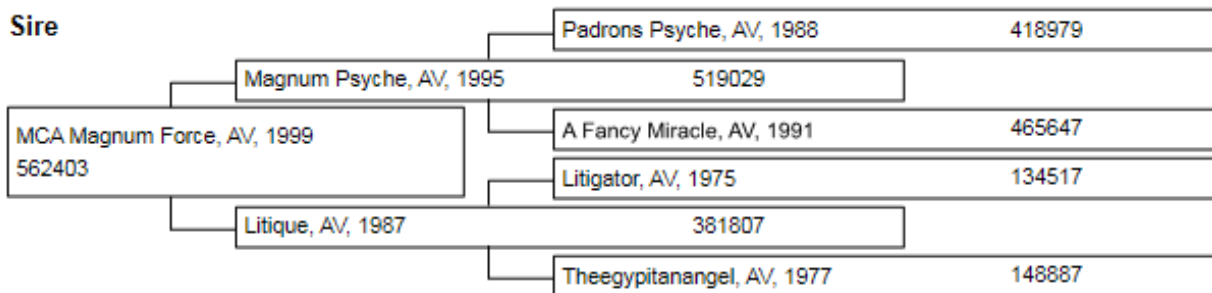 Sire
Padrons Psyche, AV, 1988 418979
Magnum Psyche, AV, 1995 519029
MCA Magnum Force, AV, 1999
562403
A Fancy Miracle, AV, 1991 465647
Litigator, AV, 1975 134517
Litique, AV, 1987 381807
Theegypitanangel, AV, 1977 148887